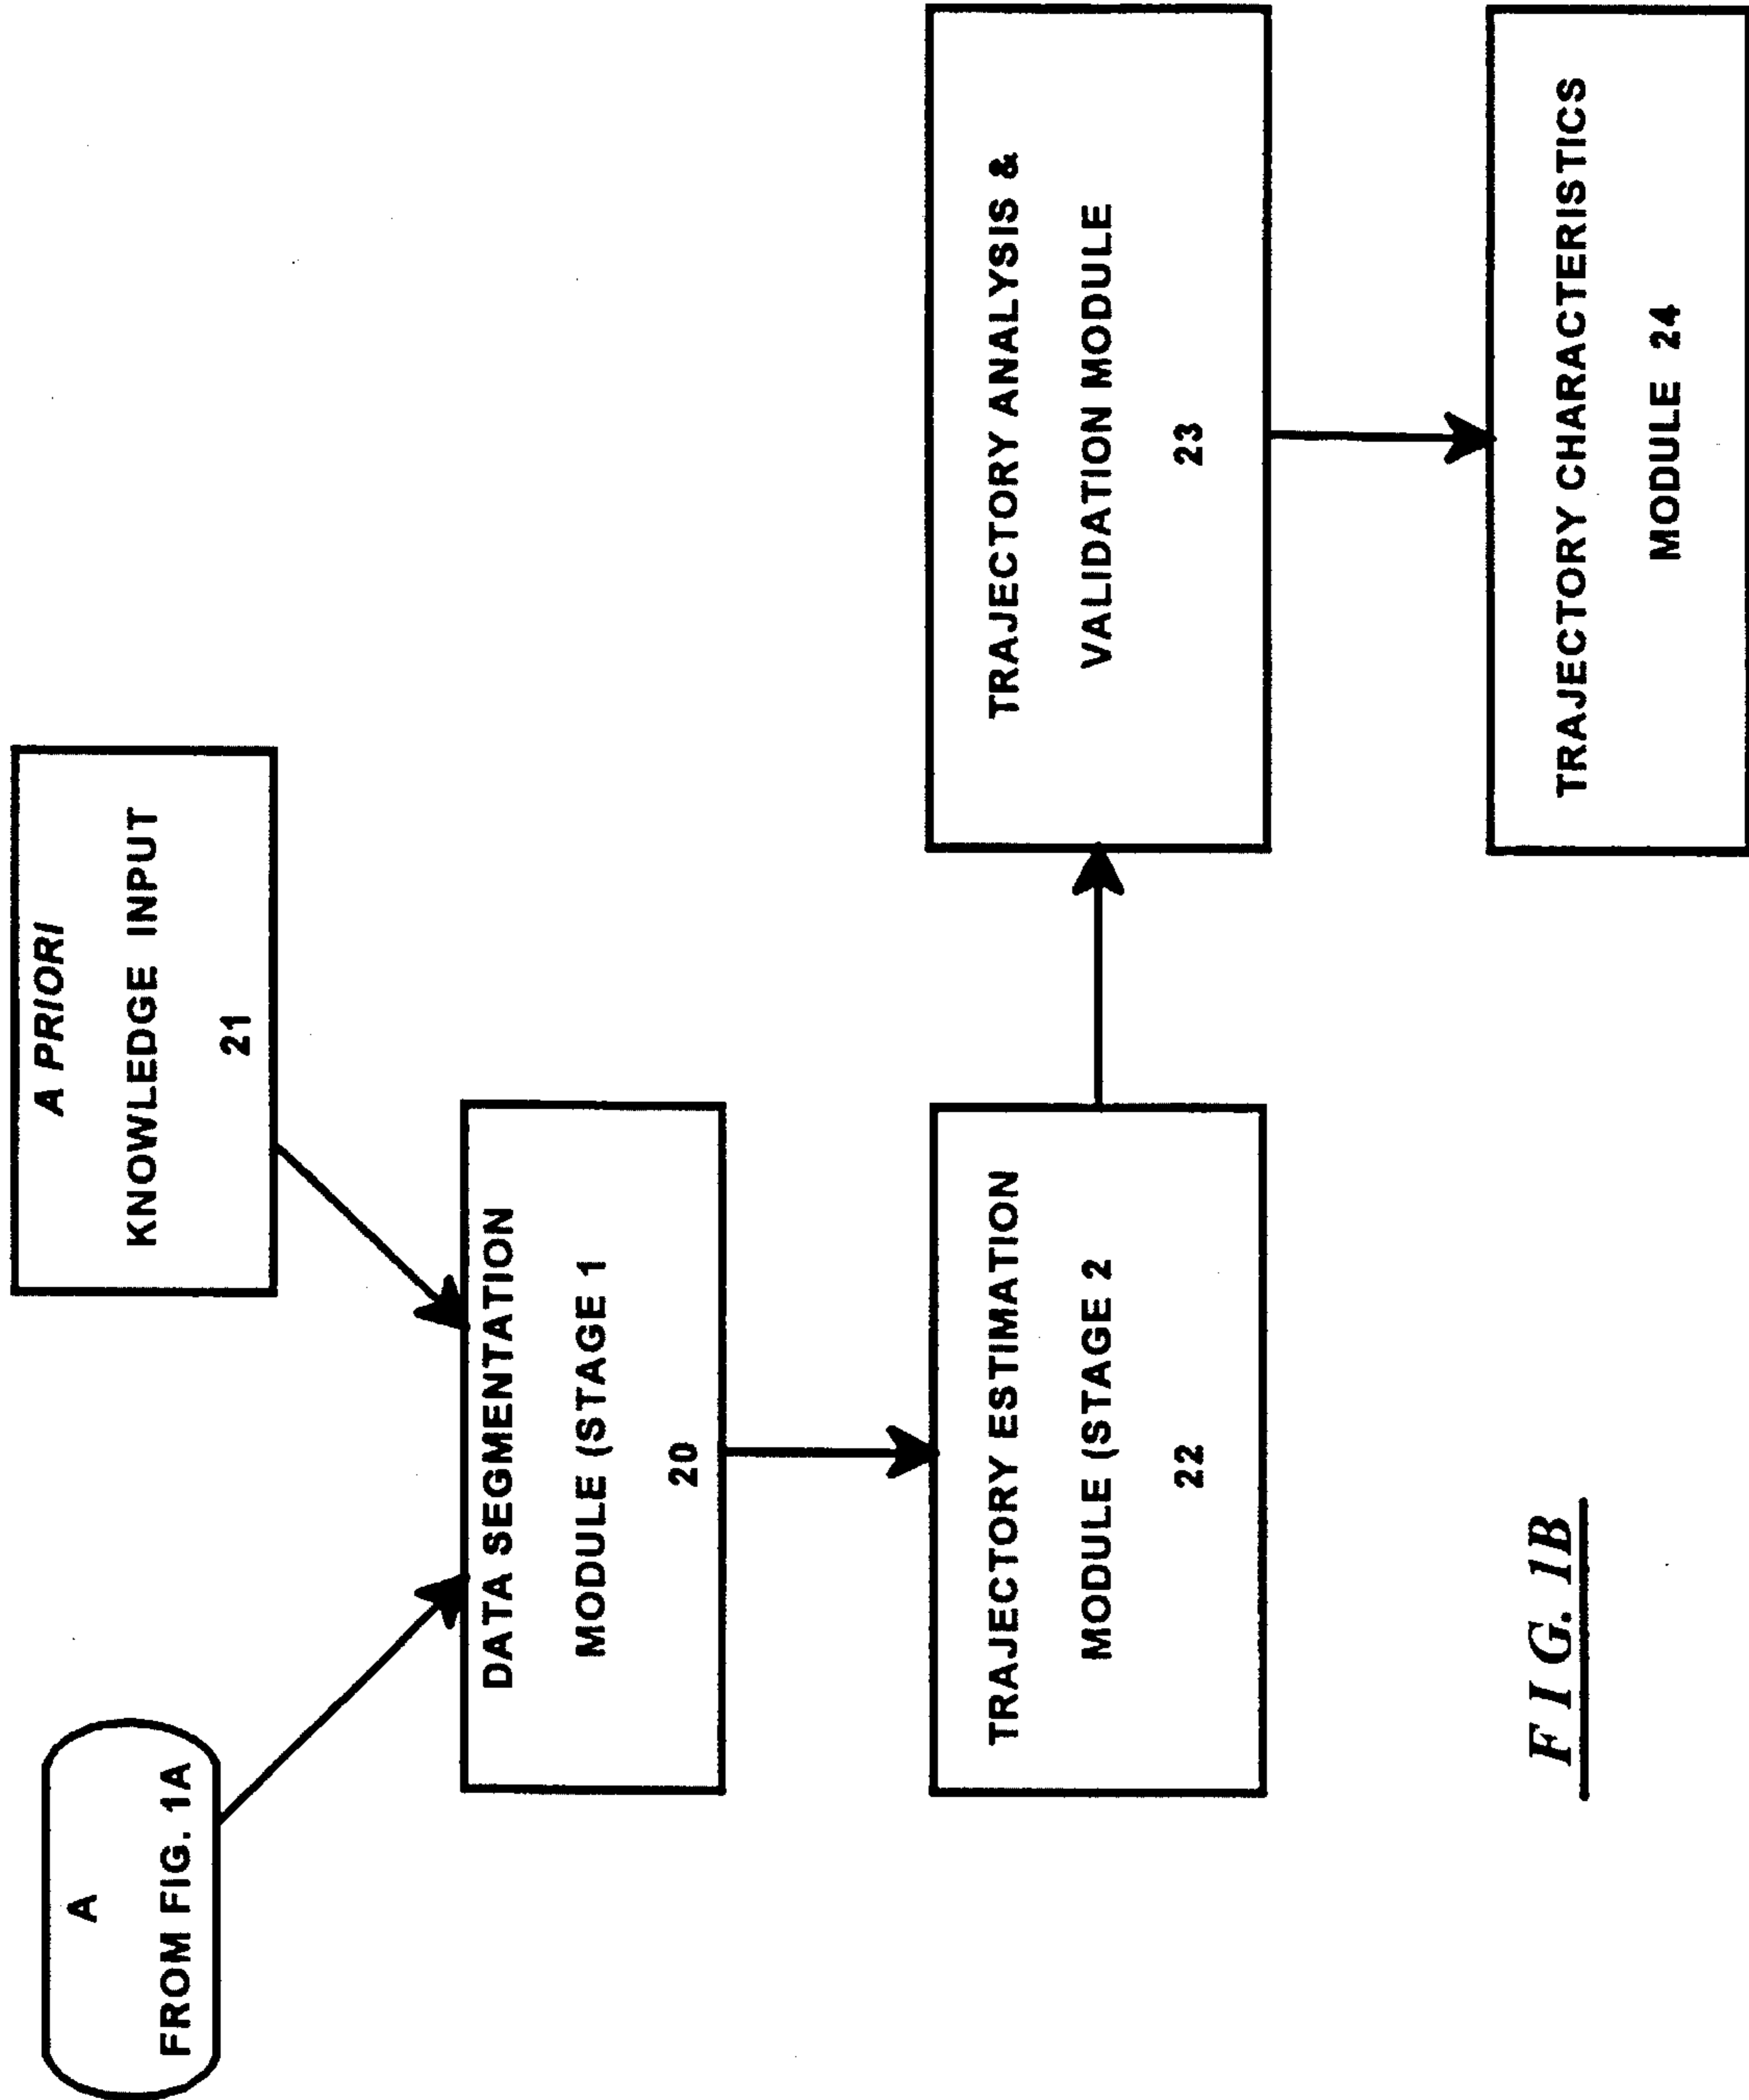 A
FROM FIG. 1A
A PRIORI
KNOWLEDGE INPUT
21
DATA SEGMENTATION
MODULE (STAGE 1
20
TRAJECTORY ESTIMATION
MODULE (STAGE 2
22
TRAJECTORY ANALYSIS &
VALIDATION MODULE
23
TRAJECTORY CHARACTERISTICS
MODULE 24
FIG. 1B